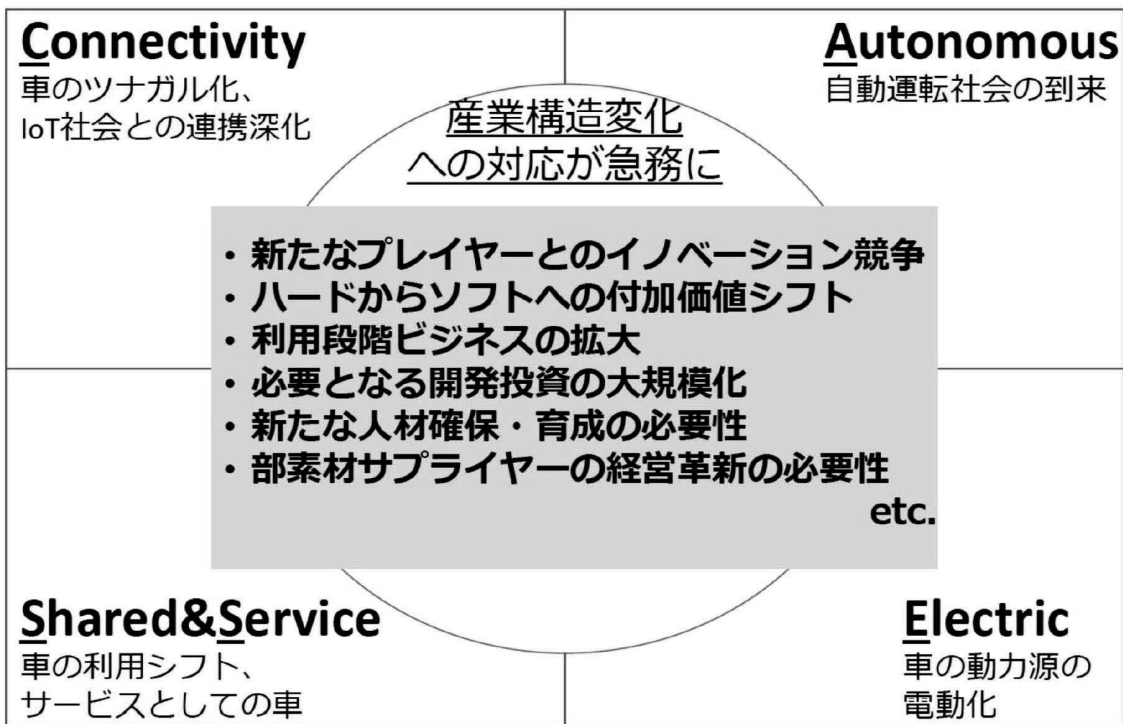 Connectivity
車のツナガル化、
IoT社会との連携深化
Autonomous
自動運転社会の到来
産業構造変化
への対応が急務に
・新たなプレイヤーとのイノベーション競争
・ハードからソフトへの付加価値シフト
・利用段階ビジネスの拡大
・必要となる開発投資の大規模化
・新たな人材確保・育成の必要性
・部素材サプライヤーの経営革新の必要性
etc.
Shared&Service
車の利用シフト、
サービスとしての車
Electric
車の動力源の
電動化